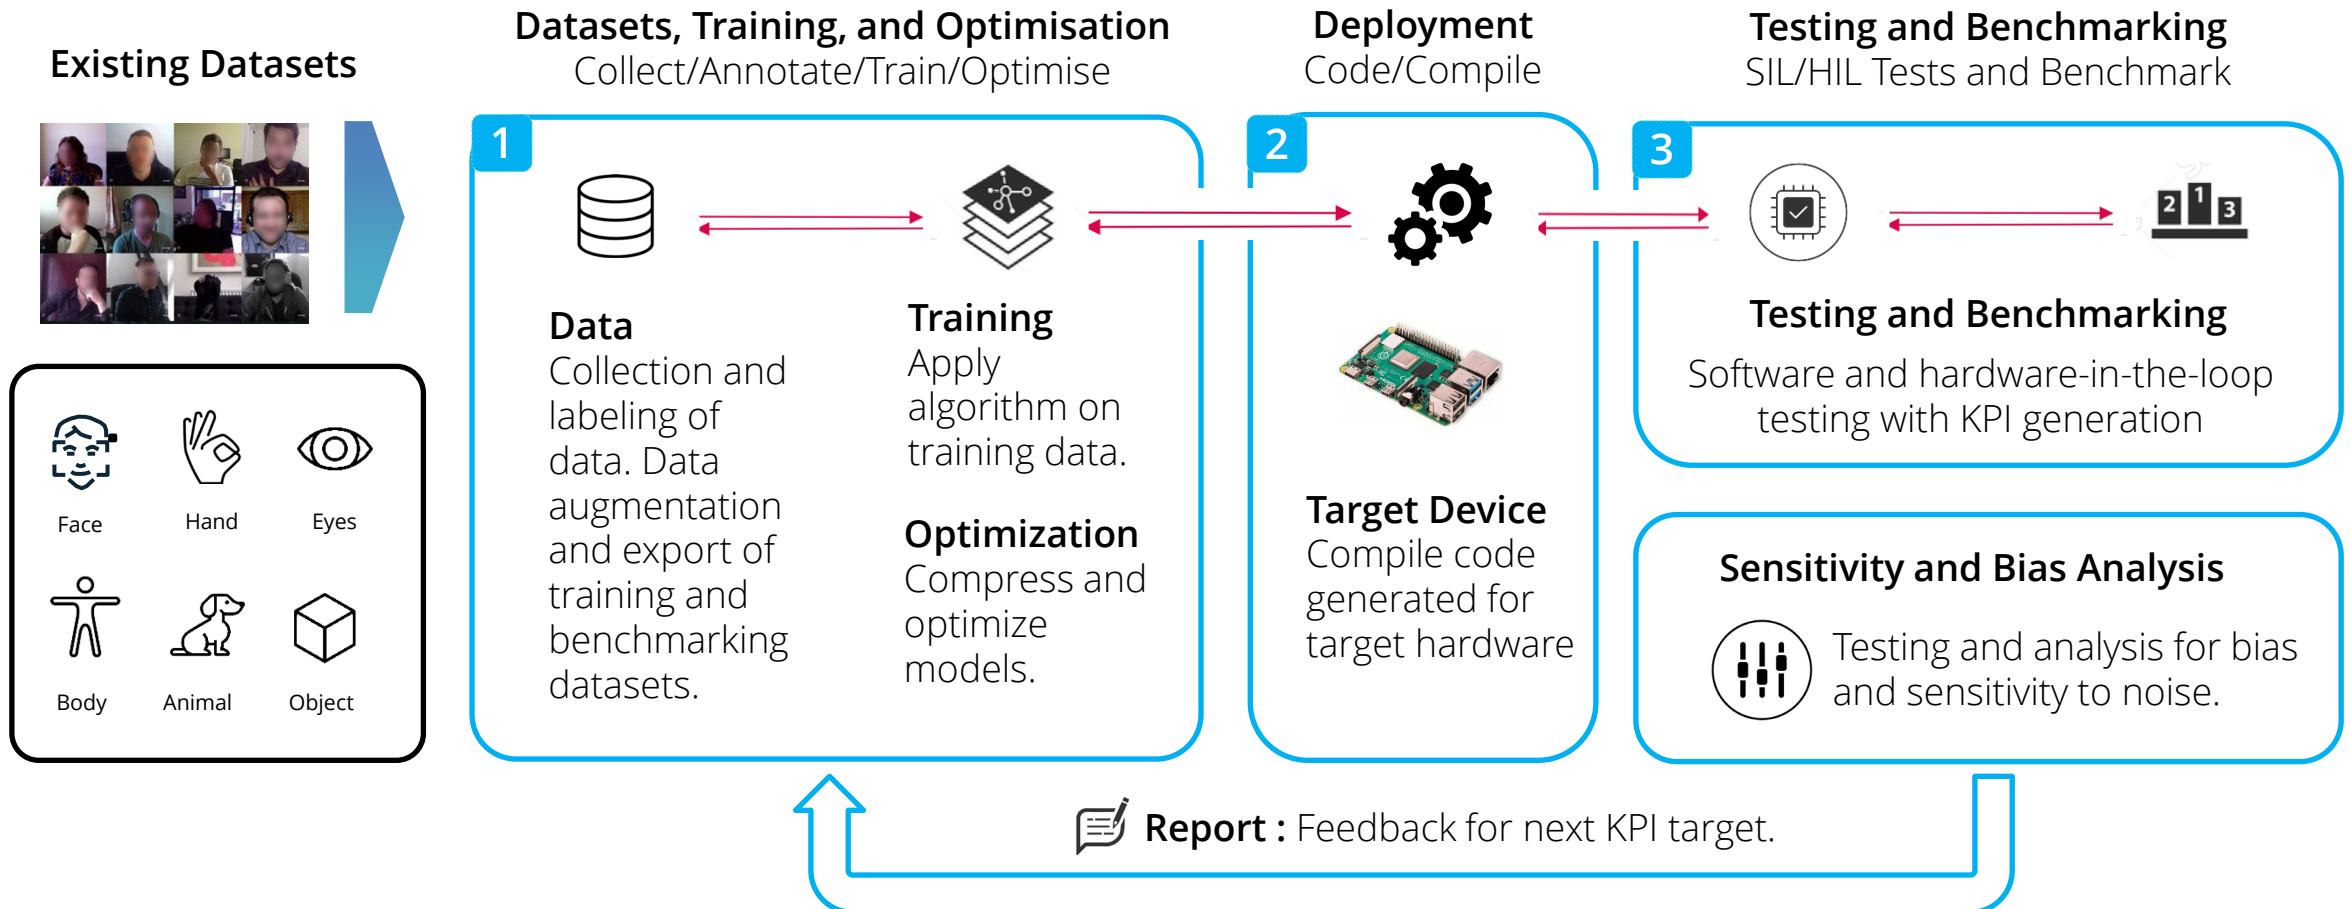 Existing Datasets
Face
Hand
Eyes
Body
Animal
Object
Datasets, Training, and Optimisation
Collect/Annotate/Train/Optimise
1
Data
Collection and
labeling of
data. Data
augmentation
and export of
training and
benchmarking
datasets.
Training
Apply
algorithm on
training data.
Optimization
Compress and
optimize
models.
Deployment
Code/Compile
2
Target Device
Compile code
generated for
target hardware
Testing and Benchmarking
SIL/HIL Tests and Benchmark
3
2 1 3
Testing and Benchmarking
Software and hardware-in-the-loop
testing with KPI generation
Sensitivity and Bias Analysis
Testing and analysis for bias
and sensitivity to noise.
Report : Feedback for next KPI target.